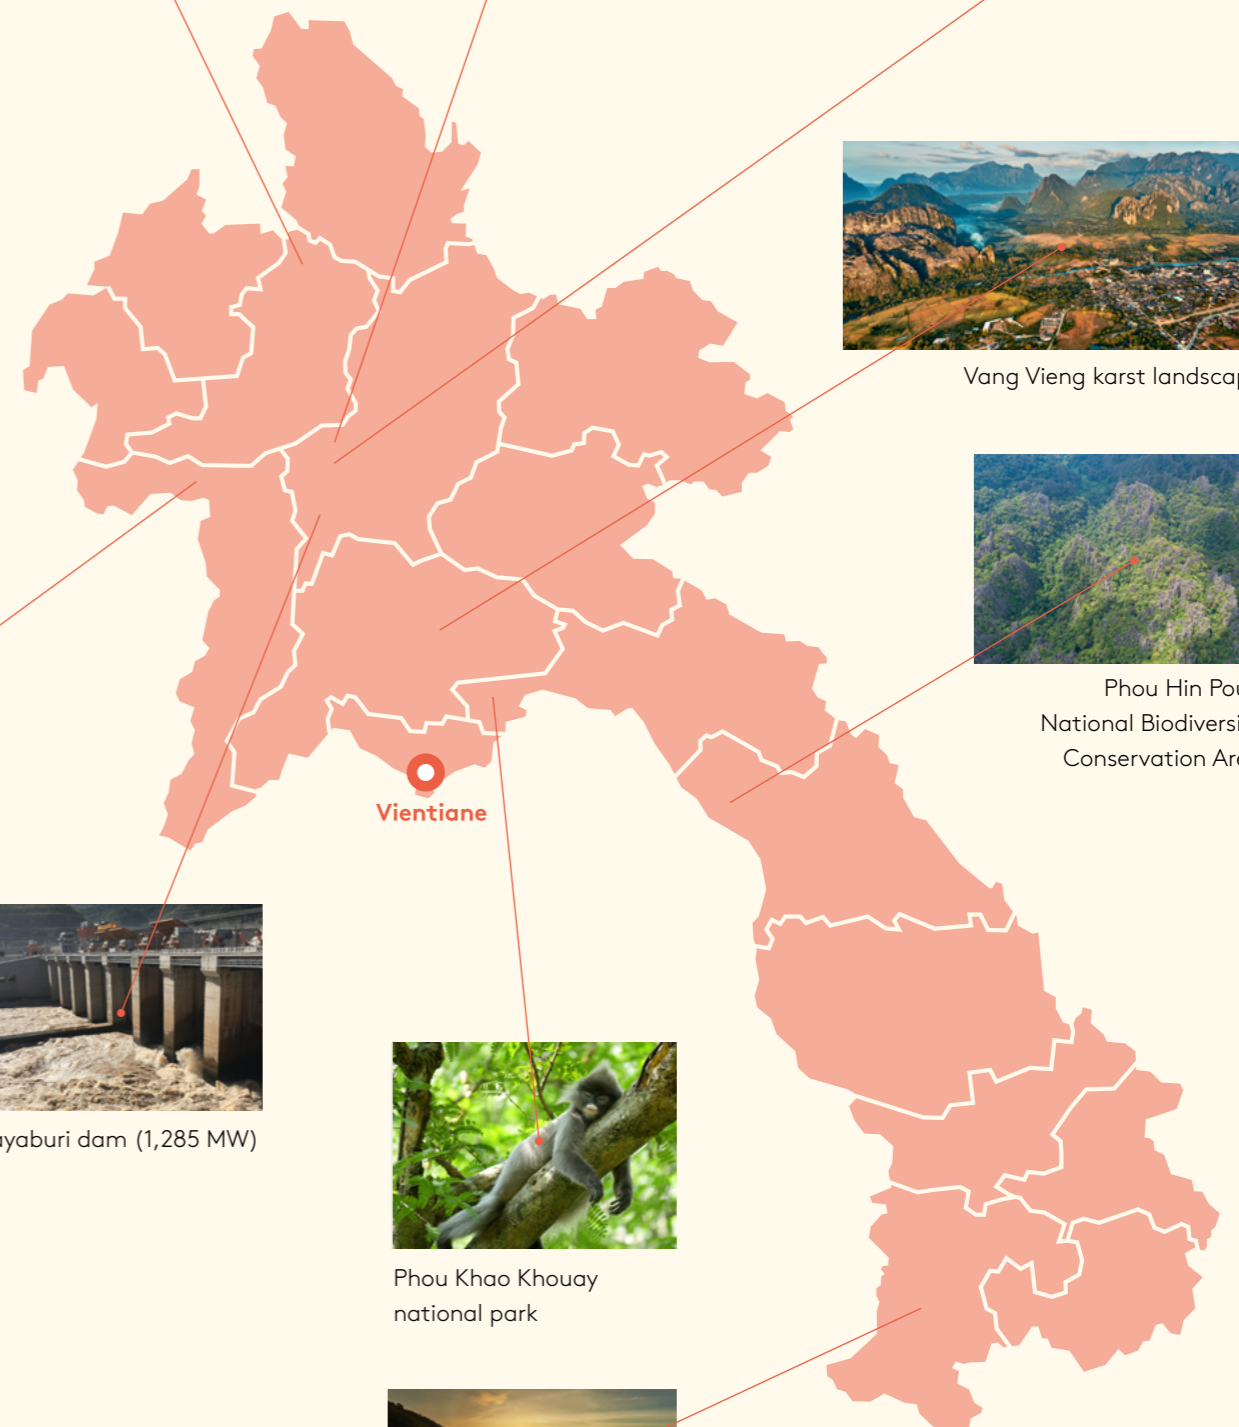 Vang Vieng karst landscap
Phou Hin Pou
National Biodiversi
Conservation Are
Vientiane
ayaburi dam (1,285 MW)
Phou Khao Khouay
national park